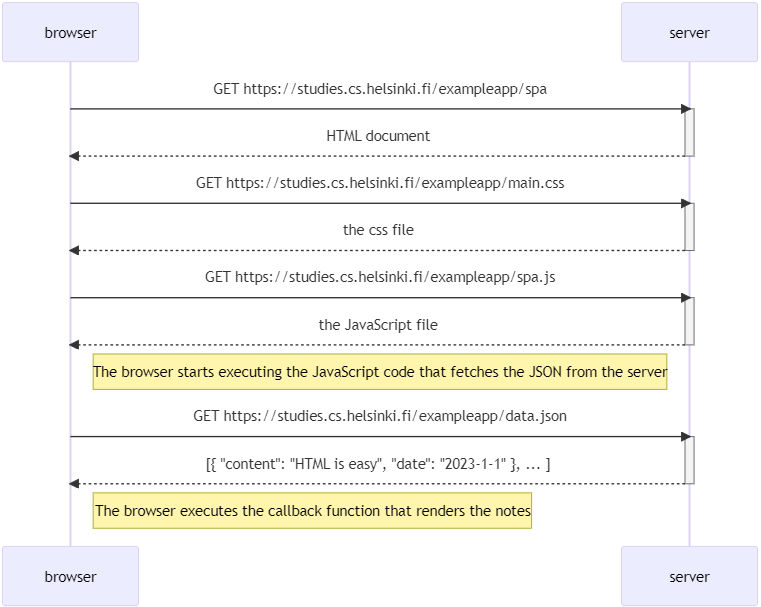 browser
server
GET https://studies.cs.helsinki.fi/exampleapp/spa
HTML document
GET https://studies.cs.helsinki.fi/exampleapp/main.css
the css file
GET https://studies.cs.helsinki.fi/exampleapp/spa.js
the JavaScript file
The browser starts executing the JavaScript code that fetches the JSON from the server
GET https://studies.cs.helsinki.fi/exampleapp/data.json
[{ "content": "HTML is easy", "date": "2023-1-1" }, ... ]
The browser executes the callback function that renders the notes
browser
server